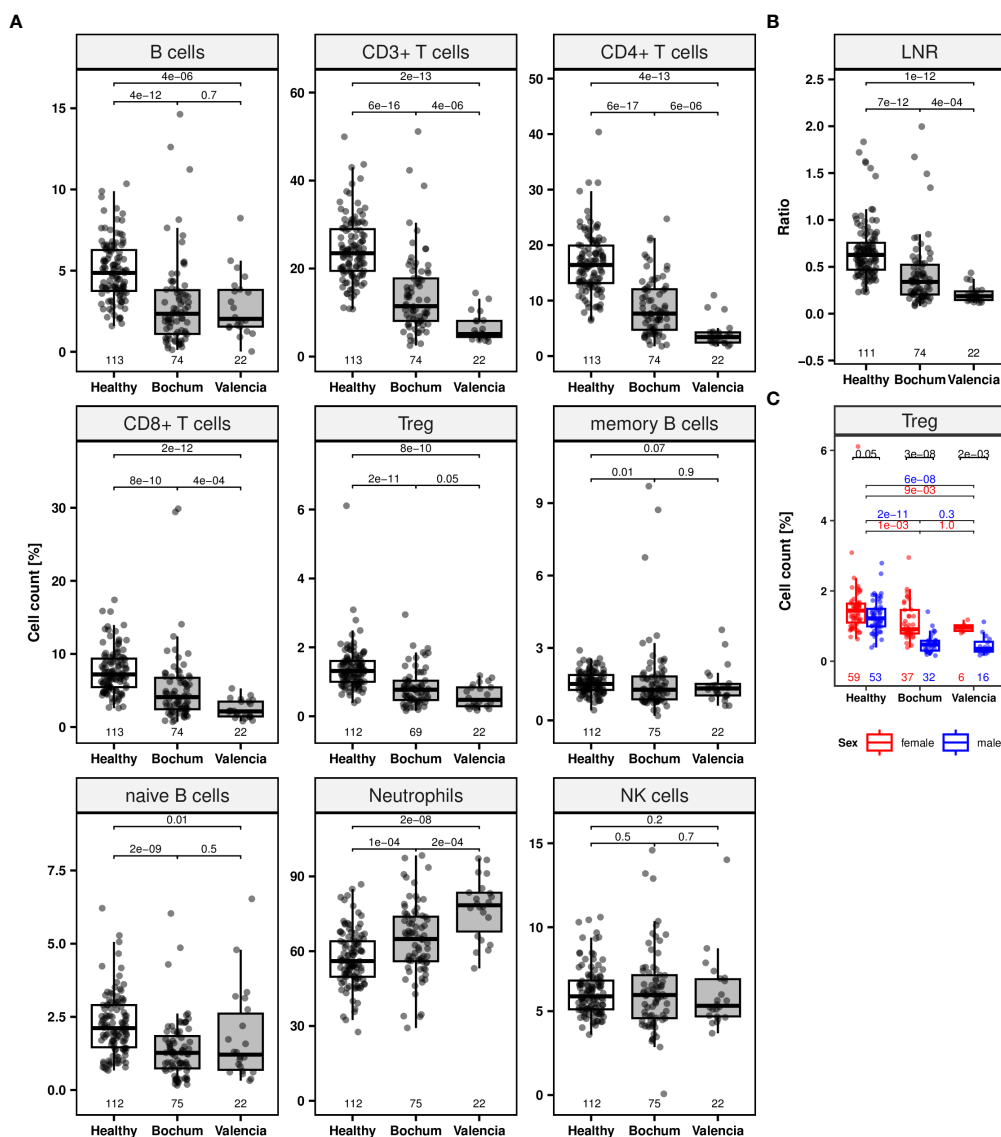 A
B
B cells
CD3+ T cells
CD4+ T cells
LNR
4e-06
4e-12
0.7
15
10
5
0
113
74
22
Healthy
Bochum
Valencia
2e-13
6e-16
4e-06
60
40
20
0
113
74
22
Healthy
Bochum
Valencia
4e-13
6e-17
6e-06
50
40
30
20
10
0
113
74
22
Healthy
Bochum
Valencia
1e-12
7e-12
4e-04
Ratio
2.5
2.0
1.5
1.0
0.5
0.0
−0.5
111
74
22
Healthy
Bochum
Valencia
Cell count [%]
CD8+ T cells
Treg
memory B cells
2e-12
8e-10
4e-04
30
20
10
0
113
74
22
Healthy
Bochum
Valencia
8e-10
2e-11
0.05
6
4
2
0
112
69
22
Healthy
Bochum
Valencia
0.07
0.01
0.9
9
6
3
0
112
75
22
Healthy
Bochum
Valencia
C
Treg
0.05
3e-08
2e-03
6e-08
9e-03
2e-11
0.3
1e-03
1.0
Cell count [%]
6
4
2
0
59
53
37
32
6
16
Healthy
Bochum
Valencia
Sex
female
male
naive B cells
Neutrophils
NK cells
0.01
2e-09
0.5
7.5
5.0
2.5
0.0
112
75
22
Healthy
Bochum
Valencia
2e-08
1e-04
2e-04
90
60
30
0
112
75
22
Healthy
Bochum
Valencia
0.2
0.5
0.7
15
10
5
0
112
75
22
Healthy
Bochum
Valencia